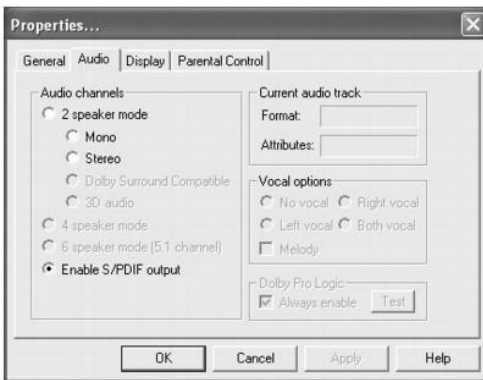 Properties...
General Audio Display Parental Control
Audio channels
2 speaker mode
Mono
Stereo
Dolby Surround Compatible
3D audio
4 speaker mode
6 speaker mode (5.1 channel)
Enable S/PDIF output
Current audio track
Format:
Attributes:
Vocal options
No vocal Right vocal
Left vocal Both vocal
Melody
Dolby Pro Logic
Always enable Test
OK Cancel Apply Help